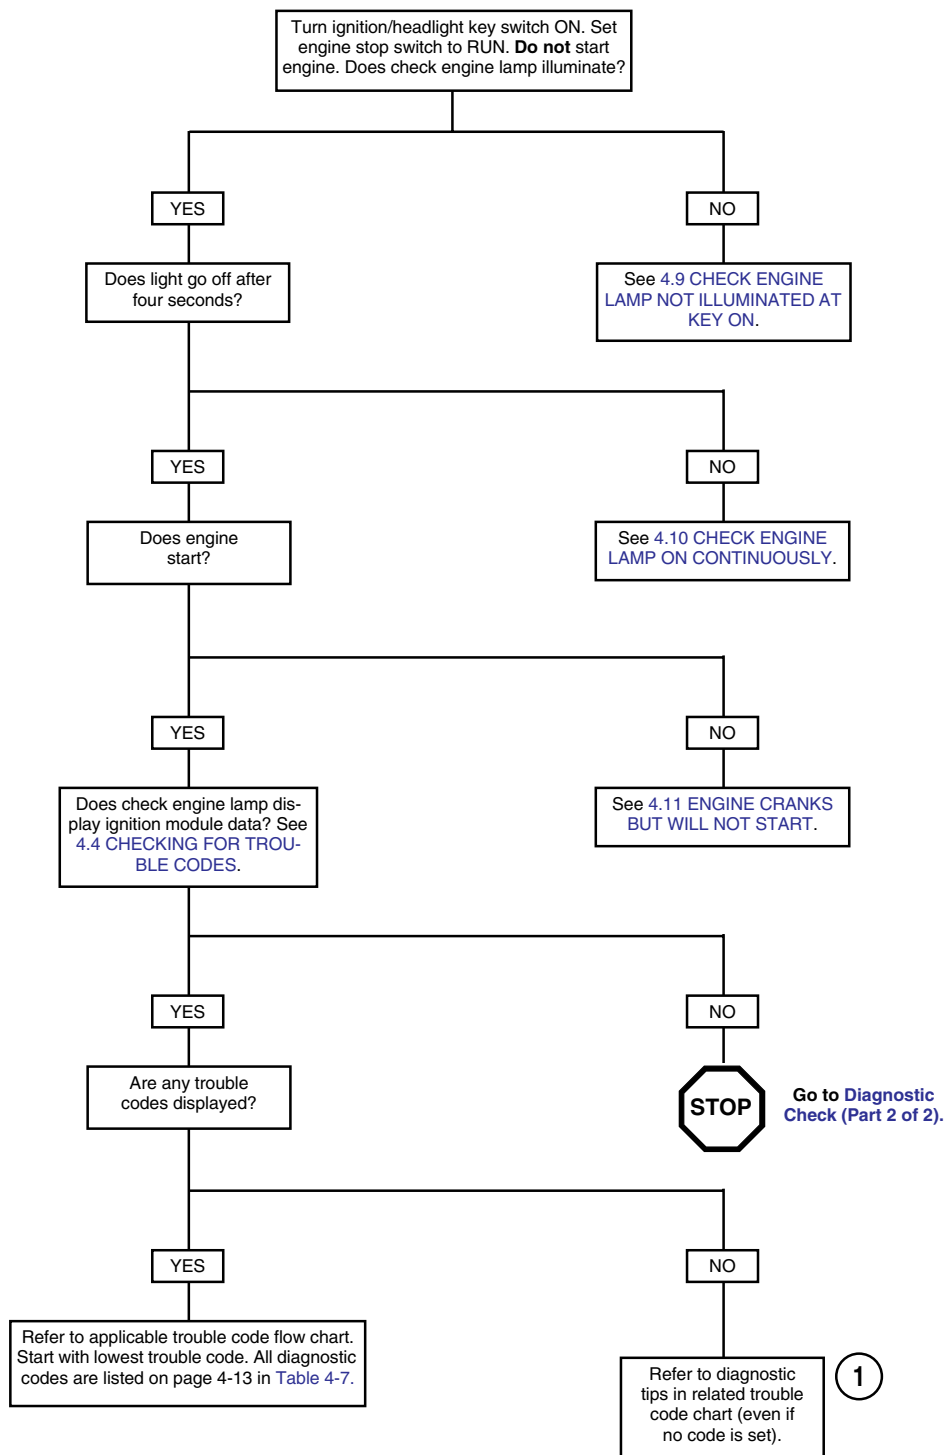 Turn ignition/headlight key switch ON. Set
engine stop switch to RUN. Do not start
engine. Does check engine lamp illuminate?
YES
NO
Does light go off after
four seconds?
See 4.9 CHECK ENGINE
LAMP NOT ILLUMINATED AT
KEY ON.
YES
NO
Does engine
start?
See 4.10 CHECK ENGINE
LAMP ON CONTINUOUSLY.
YES
NO
Does check engine lamp dis-
play ignition module data? See
4.4 CHECKING FOR TROU-
BLE CODES.
See 4.11 ENGINE CRANKS
BUT WILL NOT START.
YES
NO
Are any trouble
codes displayed?
STOP
Go to Diagnostic
Check (Part 2 of 2).
YES
NO
Refer to applicable trouble code flow chart.
Start with lowest trouble code. All diagnostic
codes are listed on page 4-13 in Table 4-7.
Refer to diagnostic
tips in related trouble
code chart (even if
no code is set).
1